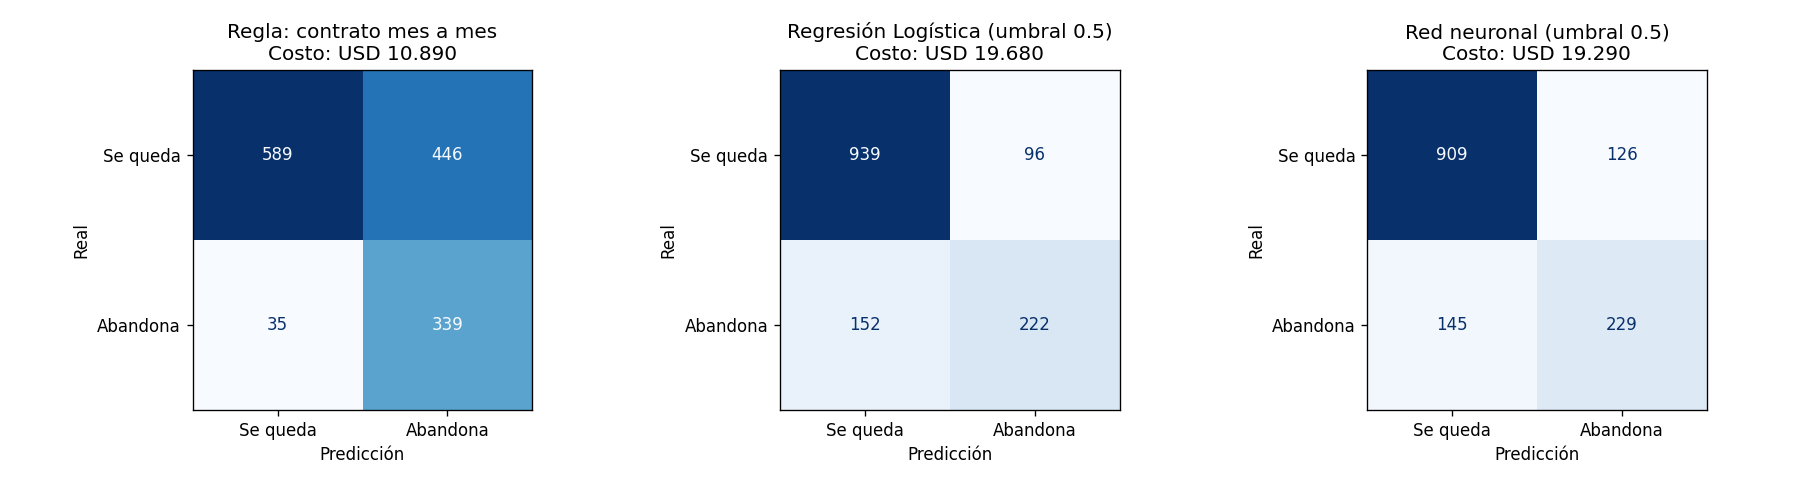 Regla: contrato mes a mes
Costo: USD 10.890
Se queda
589
446
Real
Abandona
35
339
Se queda
Abandona
Predicción
Regresión Logística (umbral 0.5)
Costo: USD 19.680
Se queda
939
96
Real
Abandona
152
222
Se queda
Abandona
Predicción
Red neuronal (umbral 0.5)
Costo: USD 19.290
Se queda
909
126
Real
Abandona
145
229
Se queda
Abandona
Predicción